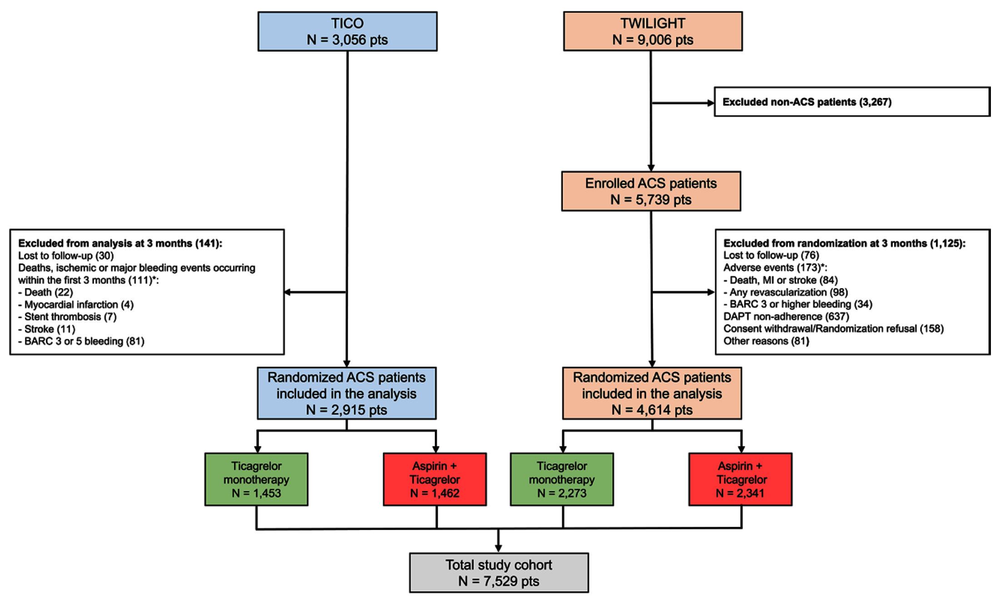 TICO
N = 3,056 pts
TWILIGHT
N = 9,006 pts
Excluded non-ACS patients (3,267)
Enrolled ACS patients
N = 5,739 pts
Excluded from analysis at 3 months (141):
Lost to follow-up (30)
Deaths, ischemic or major bleeding events occurring
within the first 3 months (111)*:
- Death (22)
- Myocardial infarction (4)
- Stent thrombosis (7)
- Stroke (11)
- BARC 3 or 5 bleeding (81)
Excluded from randomization at 3 months (1,125):
Lost to follow-up (76)
Adverse events (173)*:
- Death, MI or stroke (84)
- Any revascularization (98)
- BARC 3 or higher bleeding (34)
DAPT non-adherence (637)
Consent withdrawal/Randomization refusal (158)
Other reasons (81)
Randomized ACS patients
included in the analysis
N = 2,915 pts
Randomized ACS patients
included in the analysis
N = 4,614 pts
Ticagrelor
monotherapy
N = 1,453
Aspirin +
Ticagrelor
N = 1,462
Ticagrelor
monotherapy
N = 2,273
Aspirin +
Ticagrelor
N = 2,341
Total study cohort
N = 7,529 pts